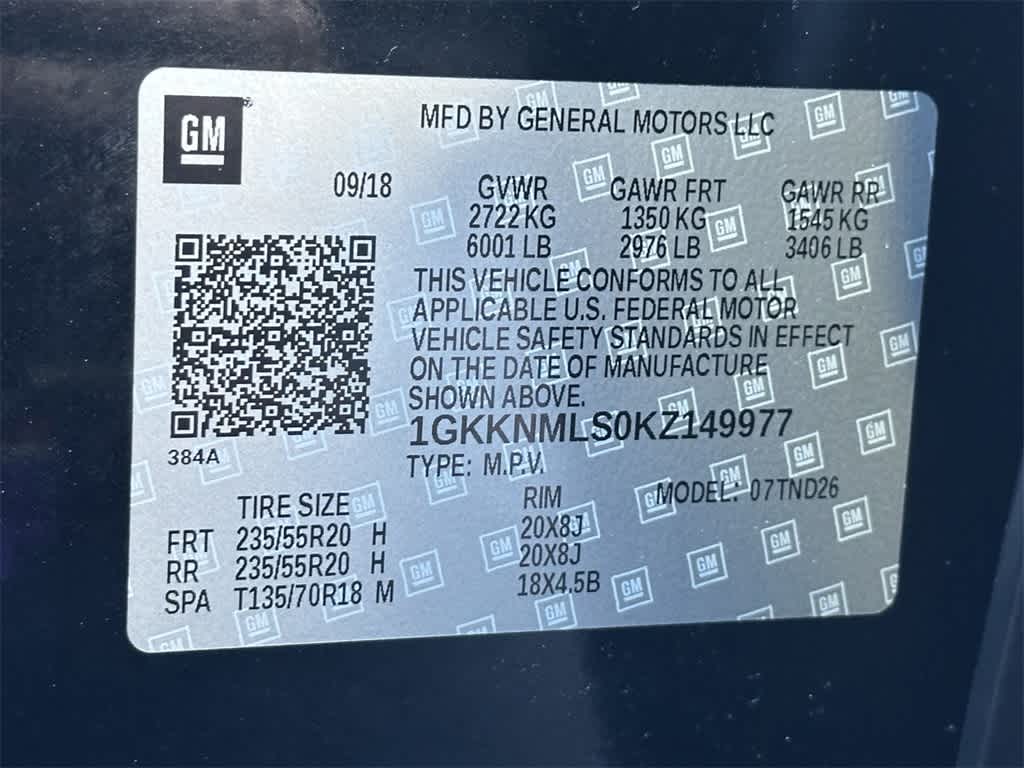 GM
MFD BY GENERAL MOTORS LLC
09/18 GVWR GAWR FRT GAWR RR
2722 KG 1350 KG 1545 KG
6001 LB 2976 LB 3406 LB
THIS VEHICLE CONFORMS TO ALL
APPLICABLE U.S. FEDERAL MOTOR
VEHICLE SAFETY STANDARDS IN EFFECT
ON THE DATE OF MANUFACTURE
SHOWN ABOVE.
1GKKNMLS0KZ149977
384A
TYPE: M.P.V. MODEL: 07TND26
TIRE SIZE RIM
FRT 235/55R20 H 20X8J
RR 235/55R20 H 20X8J
SPA T135/70R18 M 18X4.5B